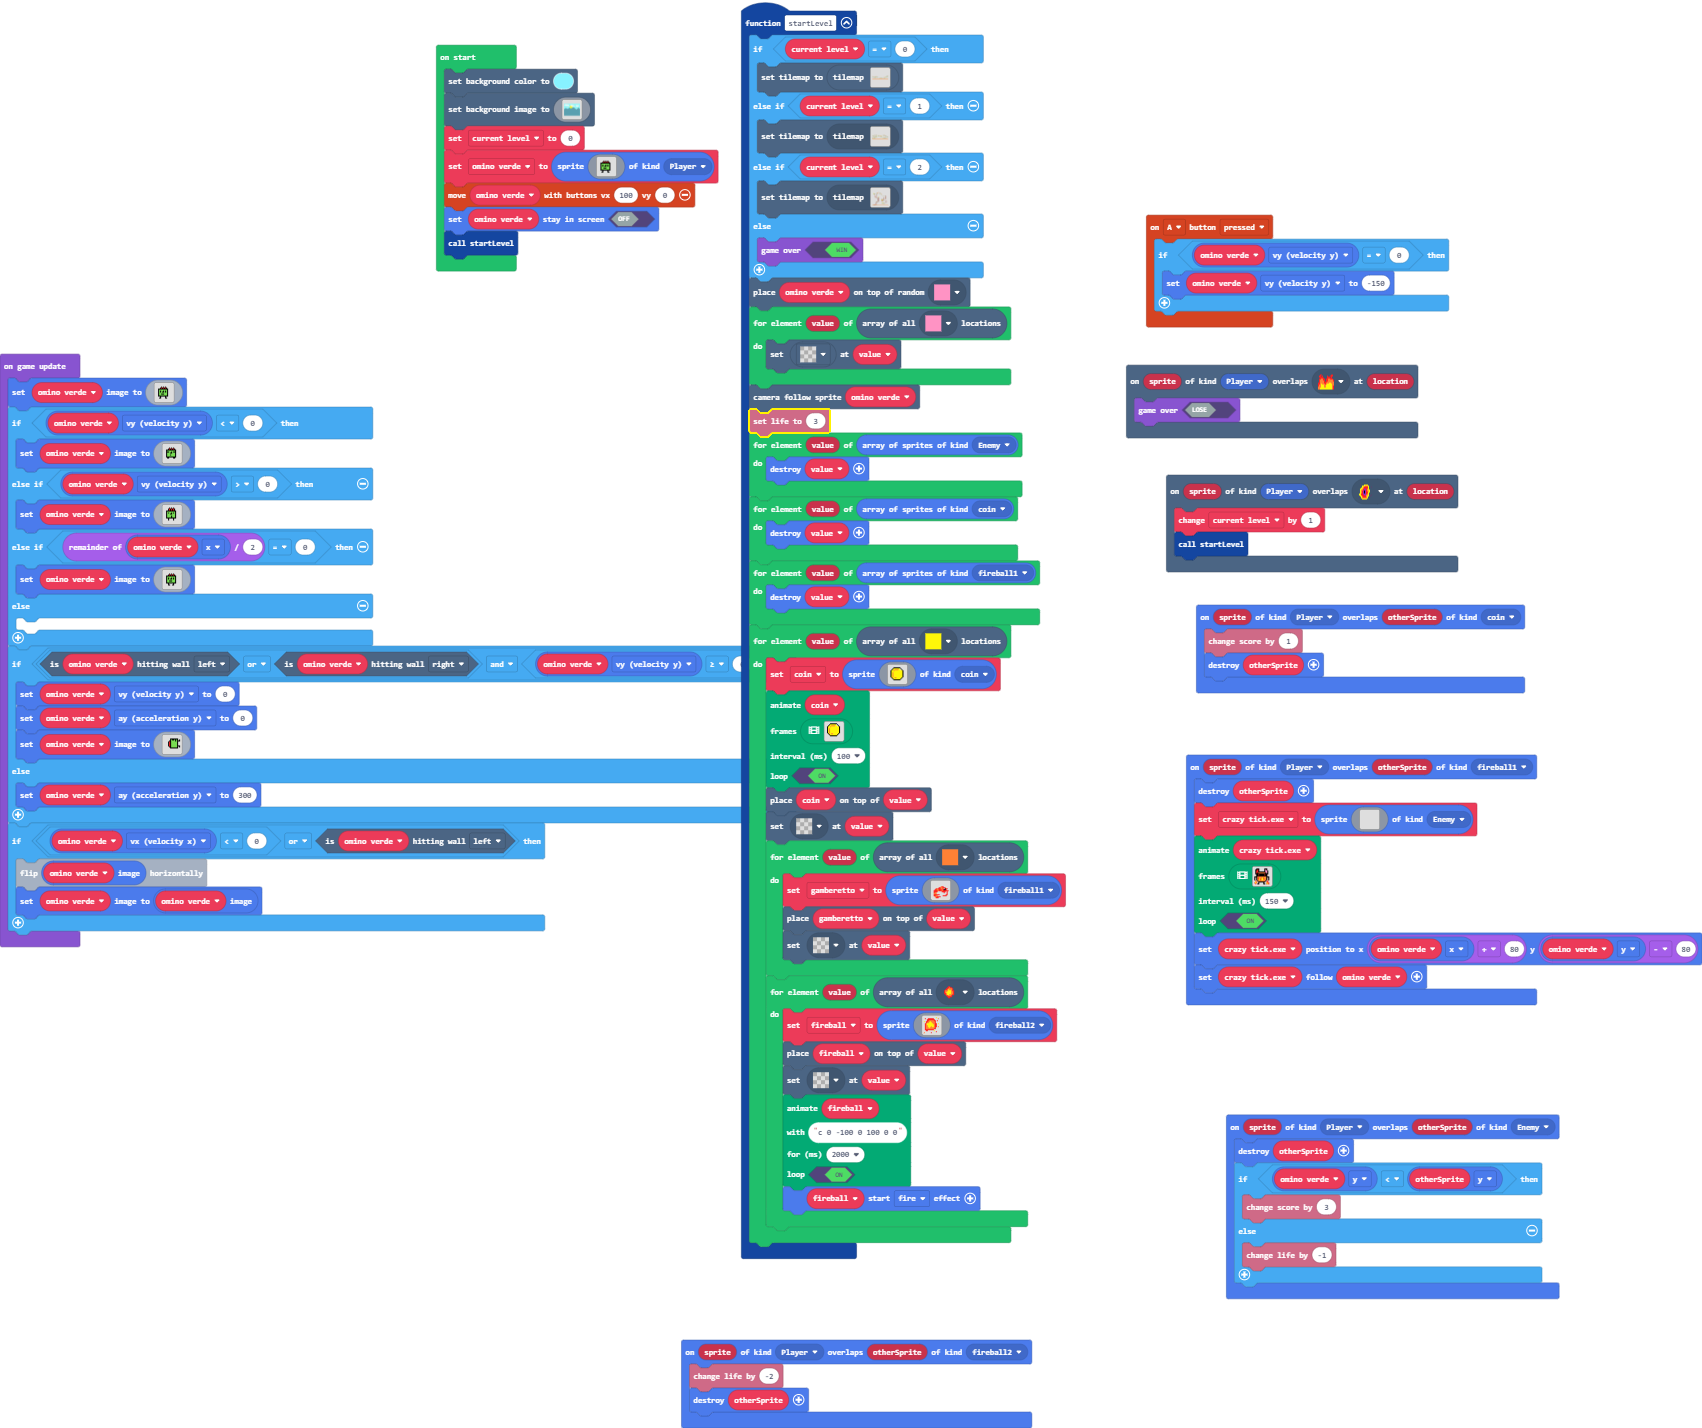 on start
set background color to
set background image to
set current level to 0
set omino verde to sprite of kind Player
move omino verde with buttons vx 100 vy 0
set omino verde stay in screen OFF
call startLevel
on game update
set omino verde image to
if omino verde vy (velocity y) < 0 then
set omino verde image to
else if omino verde vy (velocity y) > 0 then
set omino verde image to
else if remainder of omino verde x / 2 = 0 then
set omino verde image to
else
if is omino verde hitting wall left or is omino verde hitting wall right and omino verde vy (velocity y) ≥
set omino verde vy (velocity y) to 0
set omino verde ay (acceleration y) to 0
set omino verde image to
else
set omino verde ay (acceleration y) to 300
if omino verde vx (velocity x) < 0 or is omino verde hitting wall left then
flip omino verde image horizontally
set omino verde image to omino verde image
function startLevel
if current level = 0 then
set tilemap to tilemap
else if current level = 1 then
set tilemap to tilemap
else if current level = 2 then
set tilemap to tilemap
else
game over WIN
place omino verde on top of random
for element value of array of all locations
do set at value
camera follow sprite omino verde
set life to 3
for element value of array of sprites of kind Enemy
do destroy value
for element value of array of sprites of kind coin
do destroy value
for element value of array of sprites of kind fireball1
do destroy value
for element value of array of all locations
do set coin to sprite of kind coin
animate coin
frames
interval (ms) 100
loop ON
place coin on top of value
set at value
for element value of array of all locations
do set gamberetto to sprite of kind fireball1
place gamberetto on top of value
set at value
for element value of array of all locations
do set fireball to sprite of kind fireball2
place fireball on top of value
set at value
animate fireball
with "c 0 -100 0 100 0 0"
for (ms) 2000
loop ON
fireball start fire effect
on A button pressed
if omino verde vy (velocity y) = 0 then
set omino verde vy (velocity y) to -150
on sprite of kind Player overlaps at location
game over LOSE
on sprite of kind Player overlaps at location
change current level by 1
call startLevel
on sprite of kind Player overlaps otherSprite of kind coin
change score by 1
destroy otherSprite
on sprite of kind Player overlaps otherSprite of kind fireball1
destroy otherSprite
set crazy tick.exe to sprite of kind Enemy
animate crazy tick.exe
frames
interval (ms) 150
loop ON
set crazy tick.exe position to x omino verde x + 80 y omino verde y - 80
set crazy tick.exe follow omino verde
on sprite of kind Player overlaps otherSprite of kind Enemy
destroy otherSprite
if omino verde y < otherSprite y then
change score by 3
else
change life by -1
on sprite of kind Player overlaps otherSprite of kind fireball2
change life by -2
destroy otherSprite